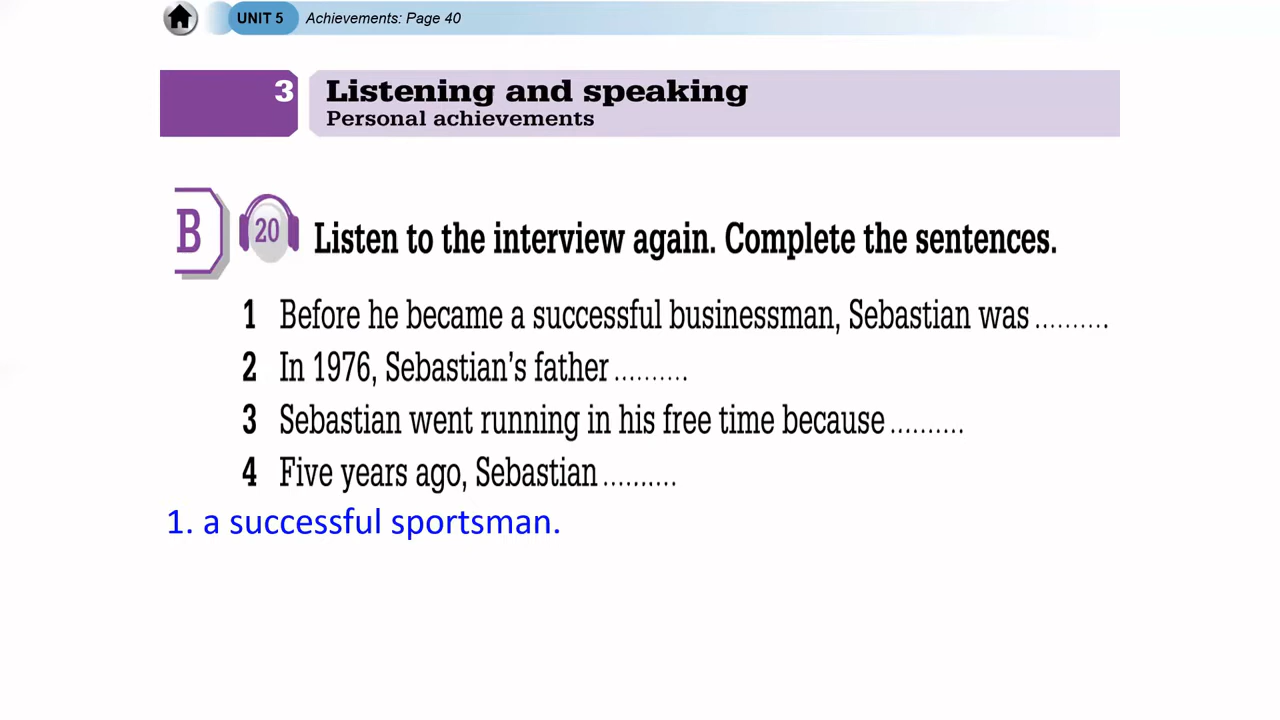 UNIT 5 Achievements: Page 40
3 Listening and speaking
Personal achievements
B 20 Listen to the interview again. Complete the sentences.
1 Before he became a successful businessman, Sebastian was ..........
2 In 1976, Sebastian's father ..........
3 Sebastian went running in his free time because ..........
4 Five years ago, Sebastian ..........
1. a successful sportsman.